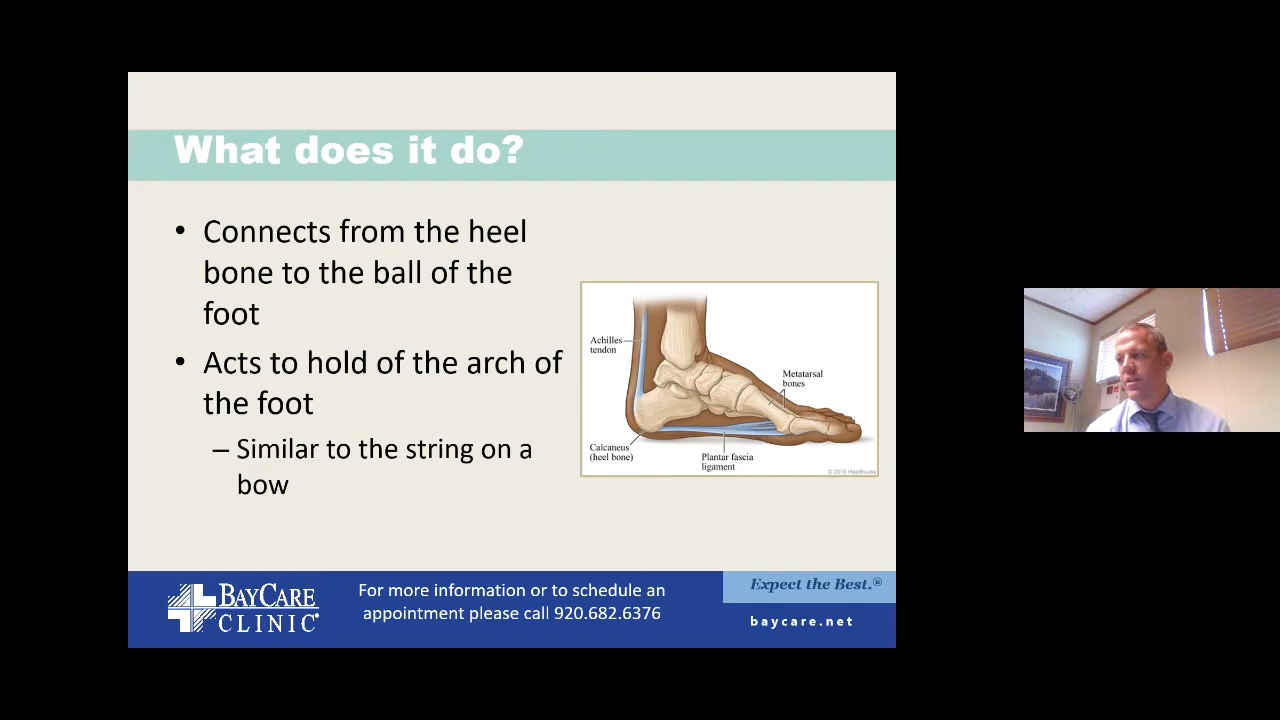 What does it do?
• Connects from the heel
bone to the ball of the
foot
• Acts to hold of the arch of
the foot
– Similar to the string on a
bow
Achilles
tendon
Metatarsal
bones
Calcaneus
(heel bone)
Plantar fascia
ligament
© 2016 Healthwise
BAYCARE
CLINIC®
For more information or to schedule an
appointment please call 920.682.6376
Expect the Best.®
baycare.net